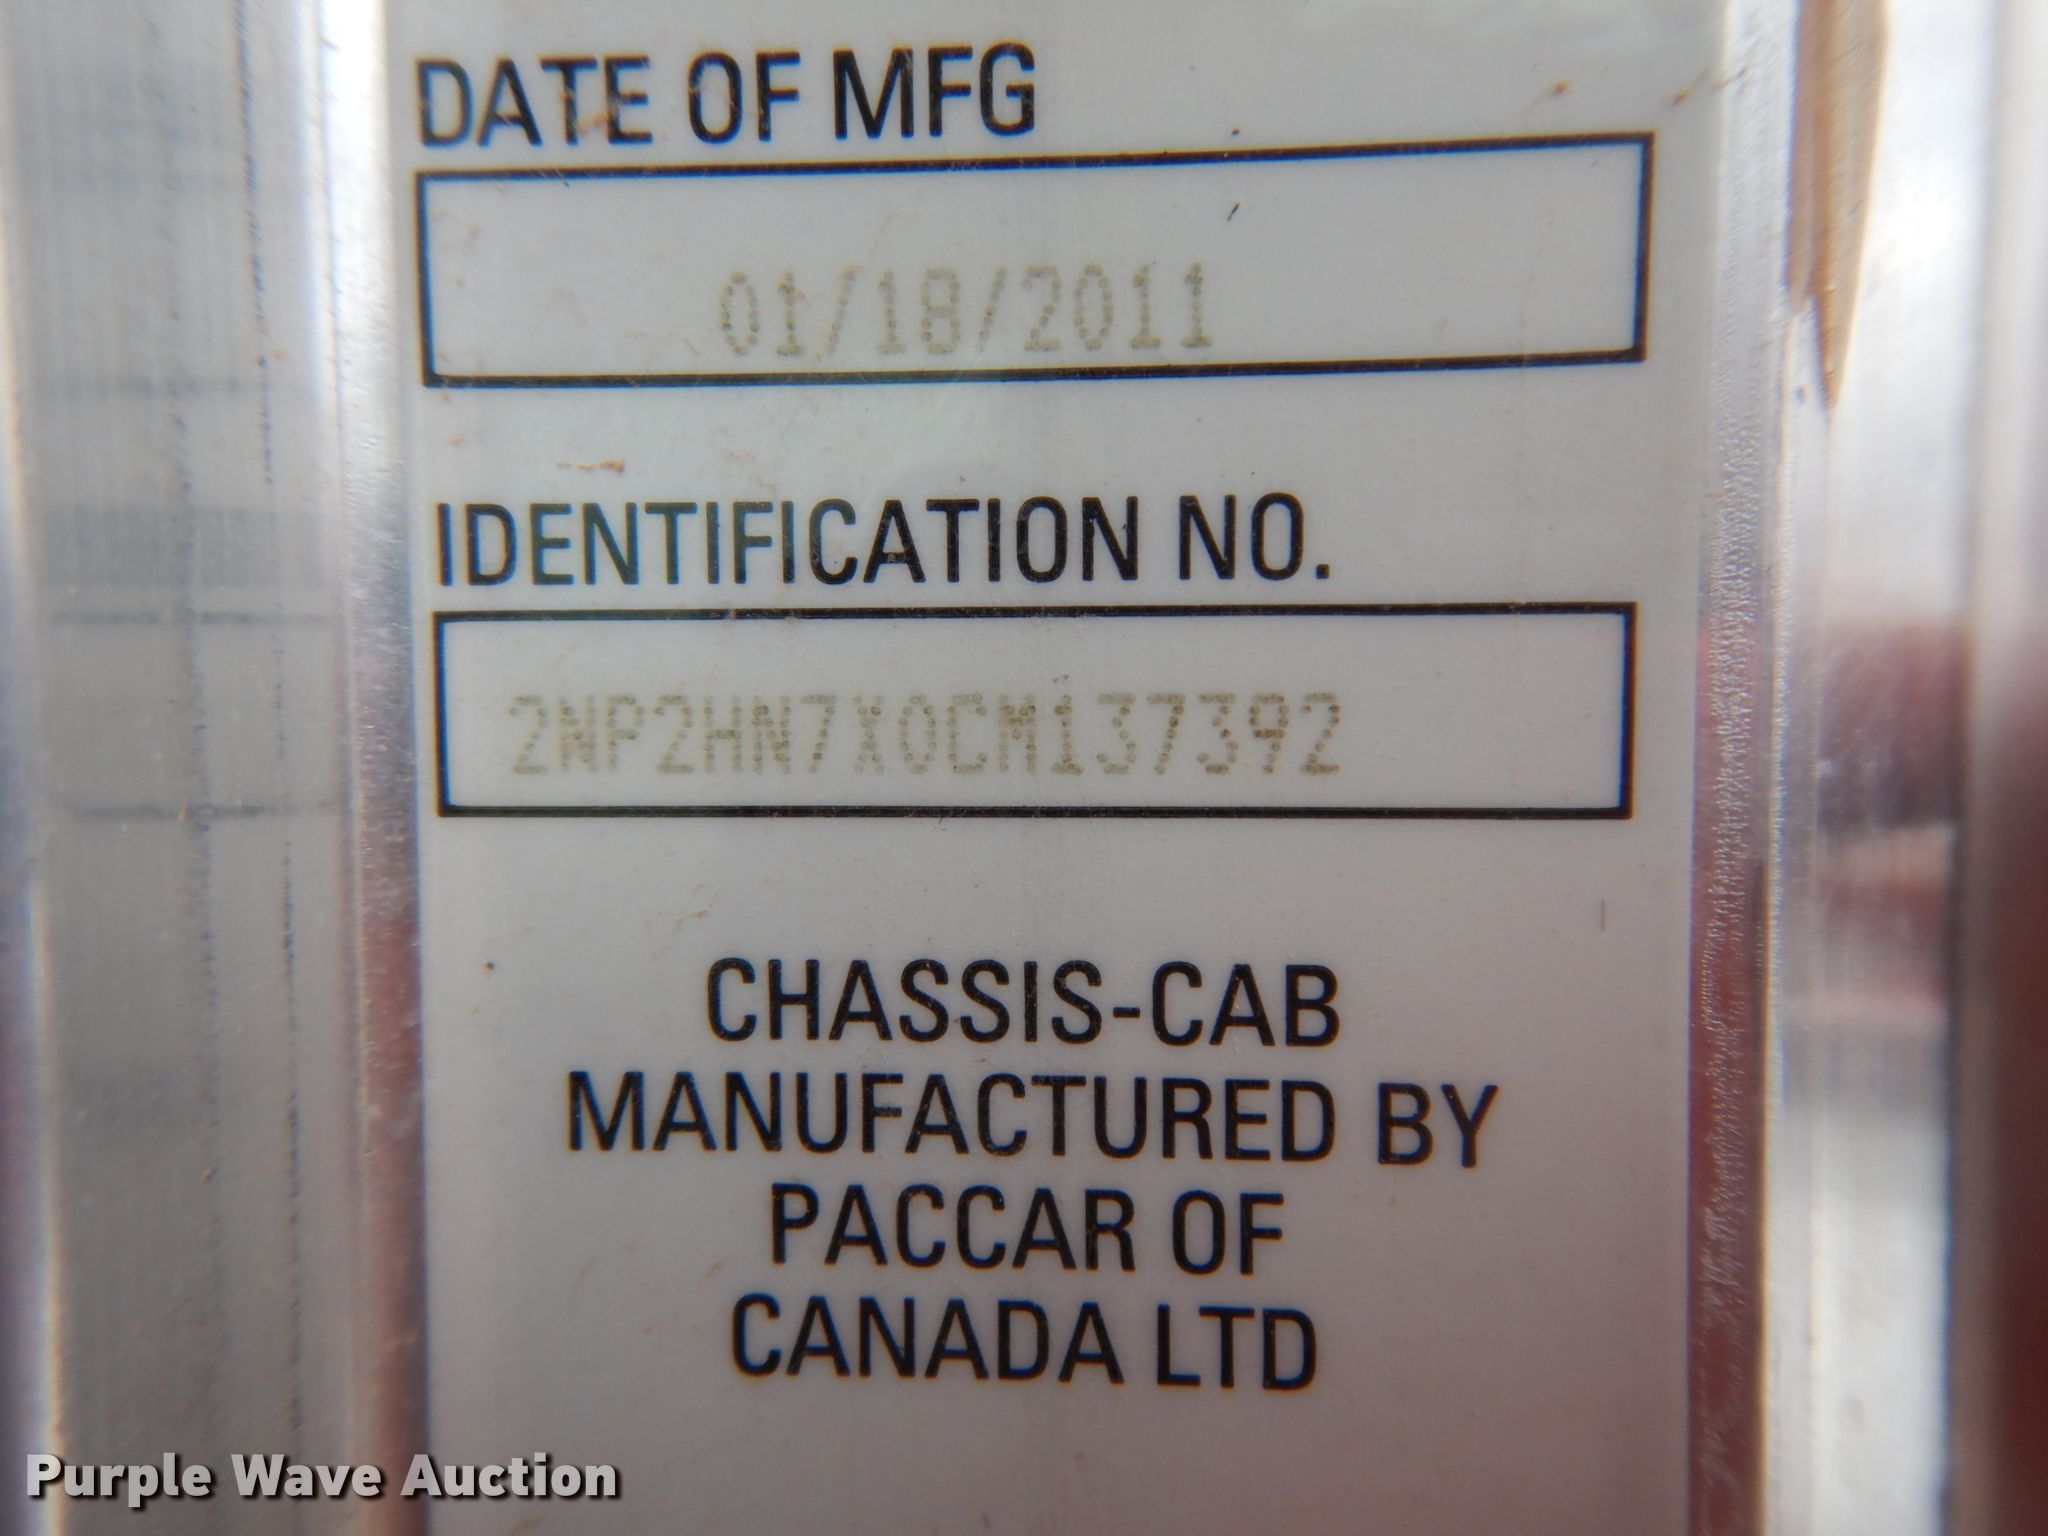 DATE OF MFG
01/18/2011
IDENTIFICATION NO.
2NP2HN7X0CM137392
CHASSIS-CAB
MANUFACTURED BY
PACCAR OF
CANADA LTD
Purple Wave Auction